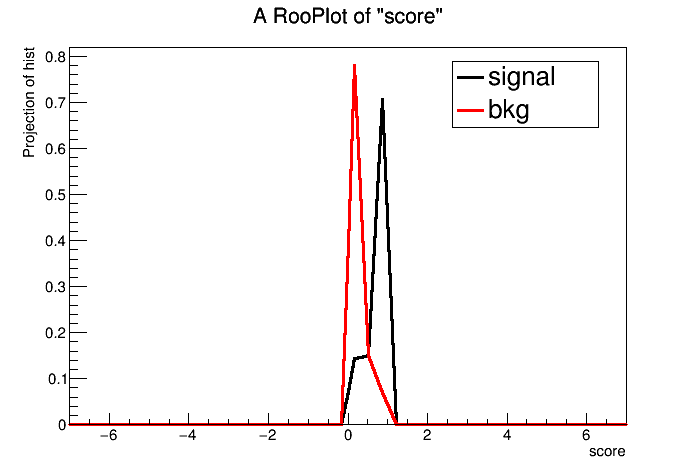 A RooPlot of "score"
Projection of hist
signal
bkg
0.8
0.7
0.6
0.5
0.4
0.3
0.2
0.1
0
−6 −4 −2 0 2 4 6
score